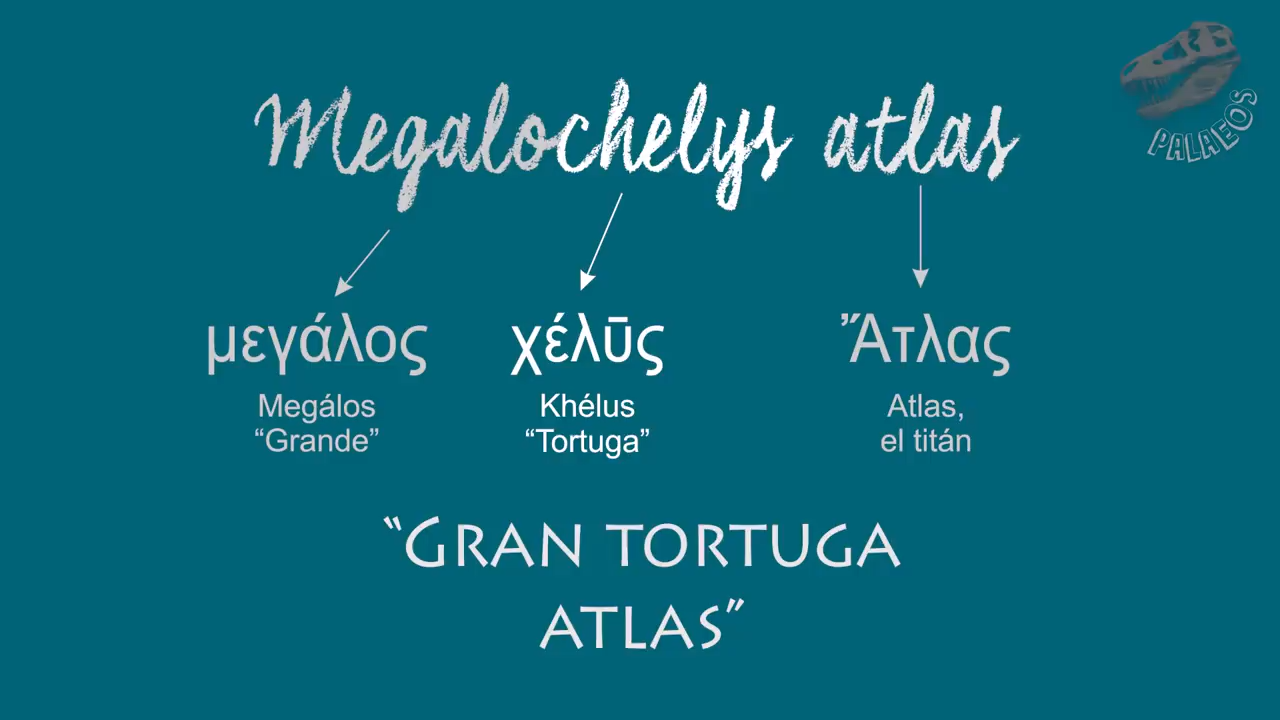 Megalochelys atlas
PALAEOS
μεγάλος χέλῡς Ἄτλας
Megálos Khélus Atlas,
“Grande” “Tortuga” el titán
“GRAN TORTUGA
ATLAS”